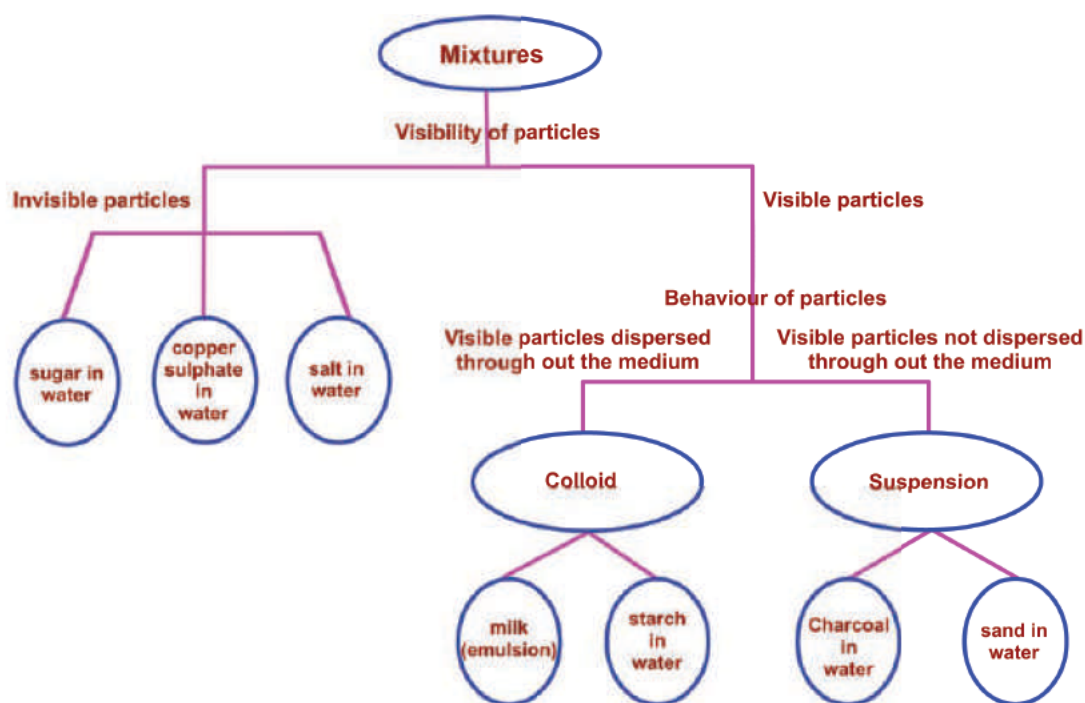 Mixtures
Visibility of particles
Invisible particles
Visible particles
sugar in
water
copper
sulphate
in
water
salt in
water
Behaviour of particles
Visible particles dispersed
through out the medium
Visible particles not dispersed
through out the medium
Colloid
Suspension
milk
(emulsion)
starch
in
water
Charcoal
in
water
sand in
water